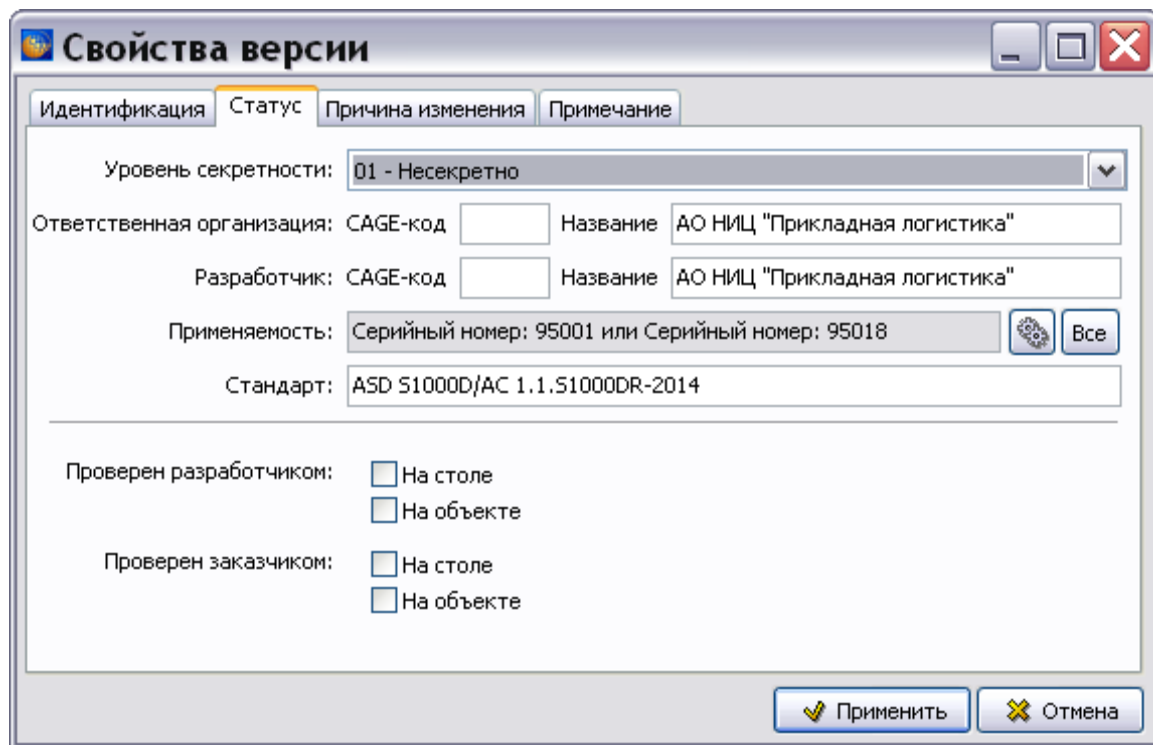 Свойства версии
Идентификация Статус Причина изменения Примечание
Уровень секретности: 01 - Несекретно
Ответственная организация: CAGE-код Название АО НИЦ "Прикладная логистика"
Разработчик: CAGE-код Название АО НИЦ "Прикладная логистика"
Применяемость: Серийный номер: 95001 или Серийный номер: 95018 Все
Стандарт: ASD S1000D/AC 1.1.S1000DR-2014
Проверен разработчиком: На столе
На объекте
Проверен заказчиком: На столе
На объекте
Применить Отмена